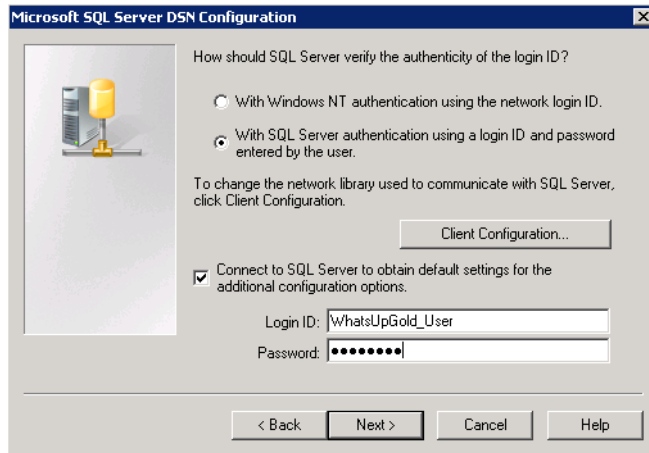 Microsoft SQL Server DSN Configuration
How should SQL Server verify the authenticity of the login ID?
With Windows NT authentication using the network login ID.
With SQL Server authentication using a login ID and password
entered by the user.
To change the network library used to communicate with SQL Server,
click Client Configuration.
Client Configuration...
Connect to SQL Server to obtain default settings for the
additional configuration options.
Login ID: WhatsUpGold_User
Password: ●●●●●●●●
< Back Next > Cancel Help